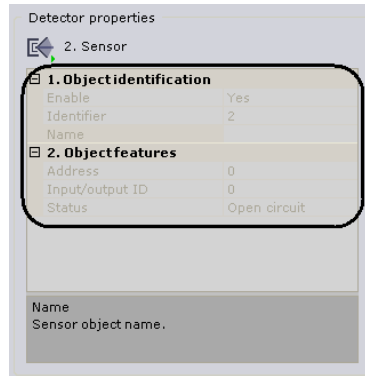 Detector properties
2. Sensor
1. Object identification
Enable Yes
Identifier 2
Name
2. Object features
Address 0
Input/output ID 0
Status Open circuit
Name
Sensor object name.